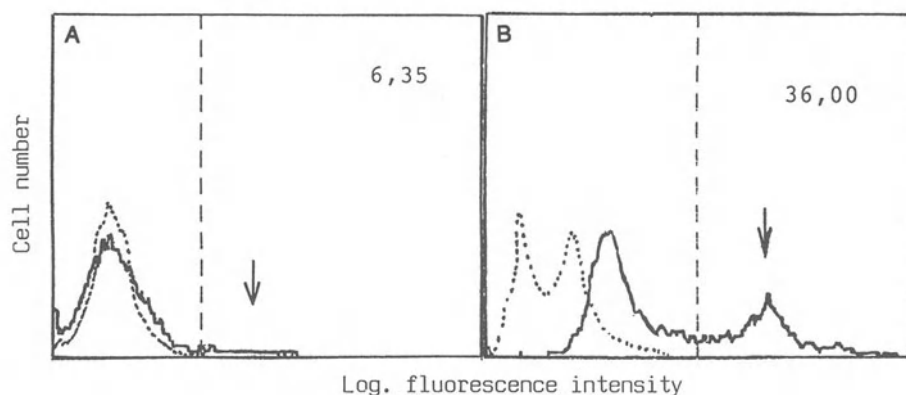 A
6,35
B
36,00
Cell number
Log. fluorescence intensity